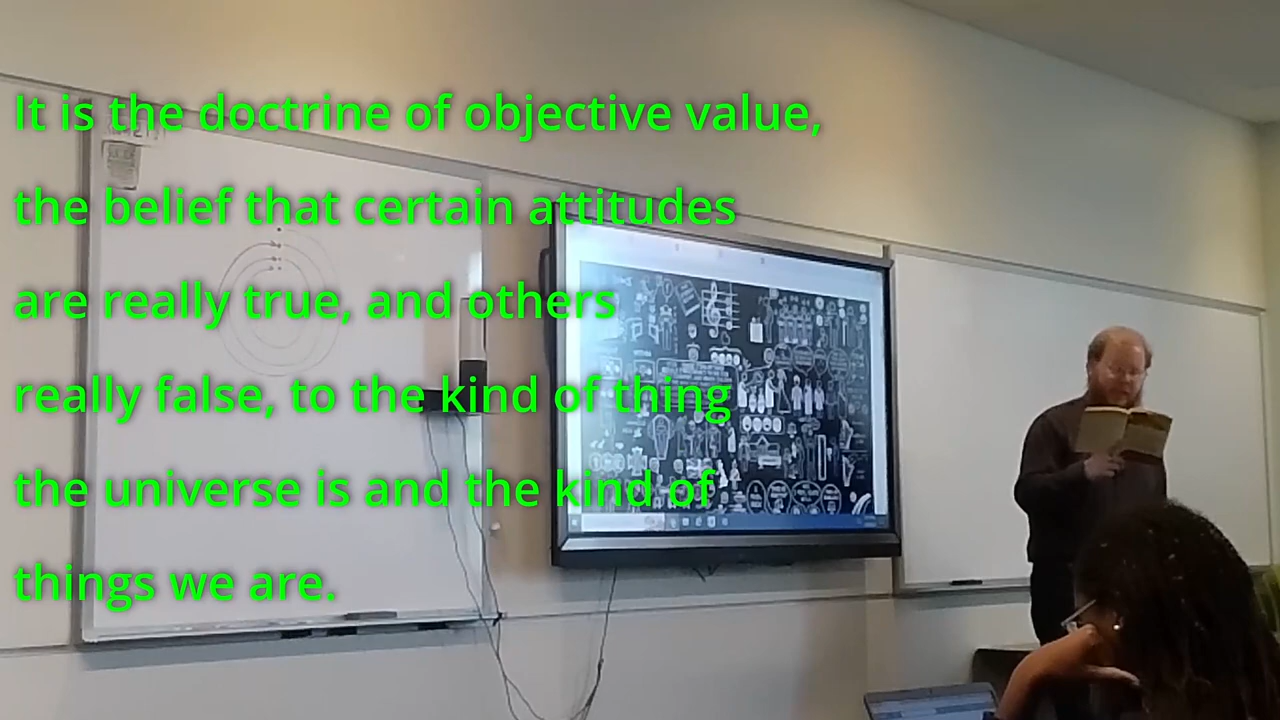 It is the doctrine of objective value,
the belief that certain attitudes
are really true, and others
really false, to the kind of thing
the universe is and the kind of
things we are.